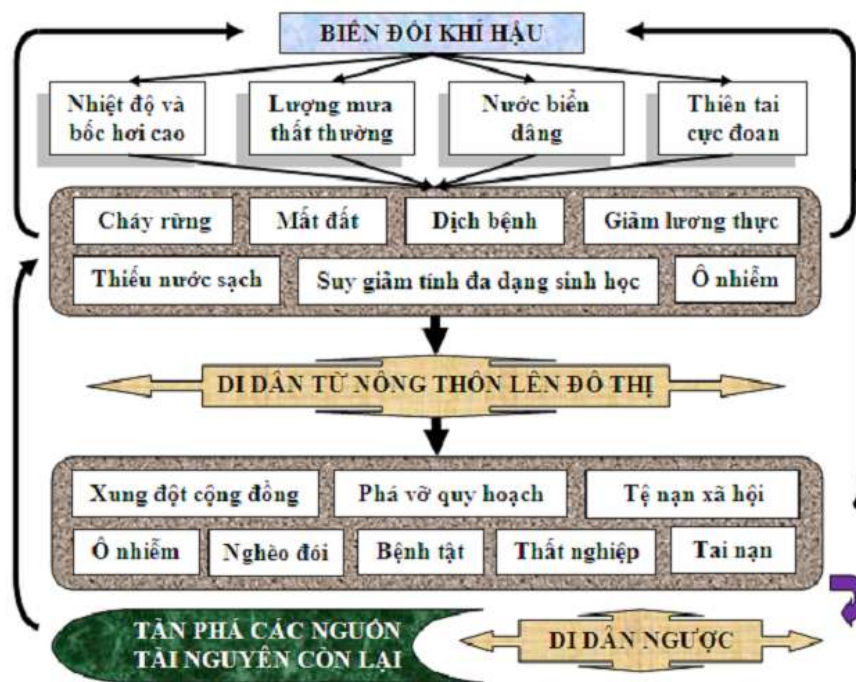 BIẾN ĐỔI KHÍ HẬU
Nhiệt độ và
bốc hơi cao
Lượng mưa
thất thường
Nước biển
dâng
Thiên tai
cực đoan
Cháy rừng
Mất đất
Dịch bệnh
Giảm lương thực
Thiếu nước sạch
Suy giảm tính đa dạng sinh học
Ô nhiễm
DI DÂN TỪ NÔNG THÔN LÊN ĐÔ THỊ
Xung đột cộng đồng
Phá vỡ quy hoạch
Tệ nạn xã hội
Ô nhiễm
Nghèo đói
Bệnh tật
Thất nghiệp
Tai nạn
TÀN PHÁ CÁC NGUỒN
TÀI NGUYÊN CÒN LẠI
DI DÂN NGƯỢC